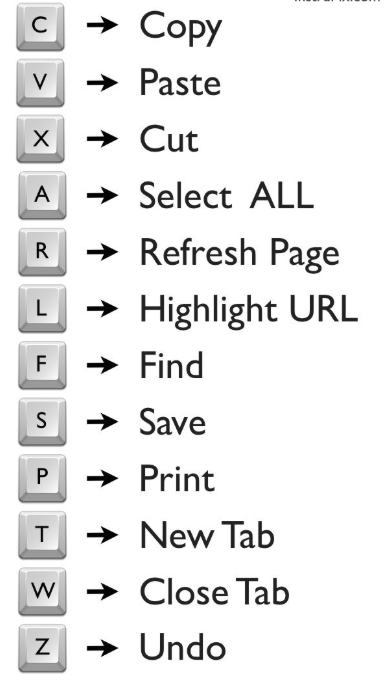 C → Copy
V → Paste
X → Cut
A → Select ALL
R → Refresh Page
L → Highlight URL
F → Find
S → Save
P → Print
T → New Tab
W → Close Tab
Z → Undo